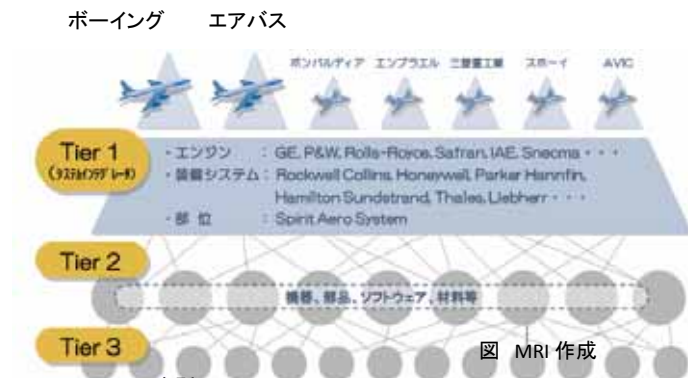 ボーイング エアバス
ボンバルディア エンブラエル 三菱重工業 スホーイ AVIC
Tier 1
(システムインテグレータ)
・エンジン : GE, P&W, Rolls-Royce, Safran, IAE, Snecma・・・
・装備システム : Rockwell Collins, Honeywell, Parker Hannifin,
Hamilton Sundstrand, Thales, Liebherr・・・
・部 位 : Spirit Aero System
Tier 2
機器、部品、ソフトウェア、材料等
Tier 3
図 MRI 作成